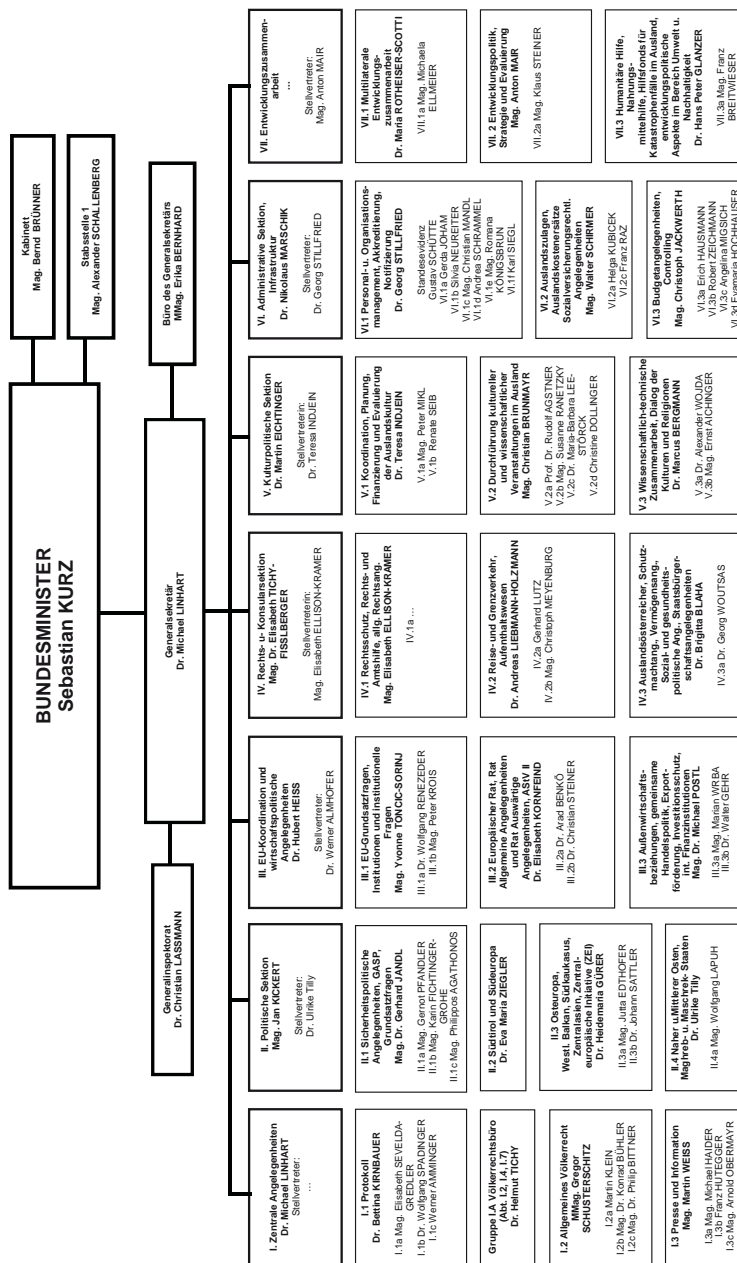 BUNDESMINISTER
Sebastian KURZ
Kabinett
Mag. Bernd BRÜNNER
Stabsstelle 1
Mag. Alexander SCHALLENBERG
Generalinspektorat
Dr. Christian LASSMANN
Generalsekretär
Dr. Michael LINHART
Büro des Generalsekretärs
MMag. Erika BERNHARD
I. Zentrale Angelegenheiten
Dr. Michael LINHART
Stellvertreter:
...
I.1 Protokoll
Dr. Bettina KIRNBAUER
I.1a Mag. Elisabeth SEVELDA-
GREDLER
I.1b Dr. Wolfgang SPADINGER
I.1c Werner AMMINGER
Gruppe I.A Völkerrechtsbüro
(Abt. I.2, I.4, I.7)
Dr. Helmut TICHY
I.2 Allgemeines Völkerrecht
MMag. Gregor
SCHUSTERSCHITZ
I.2a Martin KLEIN
I.2b Mag. Dr. Konrad BÜHLER
I.2c Mag. Dr. Philip BITTNER
I.3 Presse und Information
Mag. Martin WEISS
I.3a Mag. Michael HAIDER
I.3b Franz HUTEGGER
I.3c Mag. Arnold OBERMAYR
II. Politische Sektion
Mag. Jan KICKERT
Stellvertreter:
Dr. Ulrike Tilly
II.1 Sicherheitspolitische
Angelegenheiten, GASP,
Grundsatzfragen
Mag. Dr. Gerhard JANDL
II.1a Mag. Gernot PFANDLER
II.1b Mag. Karin FICHTINGER-
GROHE
II.1c Mag. Philippos AGATHONOS
II.2 Südtirol und Südeuropa
Dr. Eva Maria ZIEGLER
II.3 Osteuropa,
Westl. Balkan, Südkaukasus,
Zentralasien, Zentral-
europäische Initiative (ZEI)
Dr. Heidemaria GÜRER
II.3a Mag. Jutta EDTHOFER
II.3b Dr. Johann SATTLER
II.4 Naher u.Mittlerer Osten,
Maghreb- u. Maschrek- Staaten
Dr. Ulrike Tilly
II.4a Mag. Wolfgang LAPUH
III. EU-Koordination und
wirtschaftspolitische
Angelegenheiten
Dr. Hubert HEISS
Stellvertreter:
Dr. Werner ALMHOFER
III.1 EU-Grundsatzfragen,
Institutionen und institutionelle
Fragen
Mag. Yvonne TONCIC-SORINJ
III.1a Dr. Wolfgang RENEZEDER
III.1b Mag. Peter KROIS
III.2 Europäischer Rat, Rat
Allgemeine Angelegenheiten
und Rat Auswärtige
Angelegenheiten, AStV II
Dr. Elisabeth KORNFEIND
III.2a Dr. Arad BENKÖ
III.2b Dr. Christian STEINER
III.3 Außenwirtschafts-
beziehungen, gemeinsame
Handelspolitik, Export-
förderung, Investitionsschutz,
int. Finanzinstitutionen
Mag. Dr. Michael POSTL
III.3a Mag. Marian WRBA
III.3b Dr. Walter GEHR
IV. Rechts- u. Konsularsektion
Mag. Dr. Elisabeth TICHY-
FISSLBERGER
Stellvertreterin:
Mag. Elisabeth ELLISON-KRAMER
IV.1 Rechtsschutz, Rechts- und
Amtshilfe, allg. Rechtsang.
Mag. Elisabeth ELLISON-KRAMER
IV.1a ...
IV.2 Reise- und Grenzverkehr,
Aufenthaltswesen
Dr. Andreas LIEBMANN-HOLZMANN
IV.2a Gerhard LUTZ
IV.2b Mag. Christoph MEYENBURG
IV.3 Auslandsösterreicher, Schutz-
machtang., Vermögensang.,
Sozial- und gesundheits-
politische Ang., Staatsbürger-
schaftsangelegenheiten
Dr. Brigitta BLAHA
IV.3a Dr. Georg WOUTSAS
V. Kulturpolitische Sektion
Dr. Martin EICHTINGER
Stellvertreterin:
Dr. Teresa INDJEIN
V.1 Koordination, Planung,
Finanzierung und Evaluierung
der Auslandskultur
Dr. Teresa INDJEIN
V.1a Mag. Peter MIKL
V.1b Renate SEIB
V.2 Durchführung kultureller
und wissenschaftlicher
Veranstaltungen im Ausland
Mag. Christian BRUNMAYR
V.2a Prof. Dr. Rudolf AGSTNER
V.2b Mag. Susanne RANETZKY
V.2c Dr. Maria-Barbara LEE-
STÖRCK
V.2d Christine DOLLINGER
V.3 Wissenschaftlich-technische
Zusammenarbeit, Dialog der
Kulturen und Religionen
Dr. Marcus BERGMANN
V.3a Dr. Alexander WOJDA
V.3b Mag. Ernst AICHINGER
VI. Administrative Sektion,
Infrastruktur
Dr. Nikolaus MARSCHIK
Stellvertreter:
Dr. Georg STILLFRIED
VI.1 Personal- u. Organisations-
management, Akkreditierung,
Notifizierung
Dr. Georg STILLFRIED
Standesevidenz
Gustav SCHÜTTE
VI.1a Gerda JOHAM
VI.1b Silvia NEUREITER
VI.1c Mag. Christian MANDL
VI.1d Andrea SCHRAMMEL
VI.1e Mag. Romana
KÖNIGSBRUN
VI.1f Karl SIEGL
VI.2 Auslandszulagen,
Auslandskostenersätze
Sozialversicherungsrechtl.
Angelegenheiten
Mag. Walter SCHIRMER
VI.2a Helga KUBICEK
VI.2c Franz RAZ
VI.3 Budgetangelegenheiten,
Controlling
Mag. Christoph JACKWERTH
VI.3a Erich HAUSMANN
VI.3b Robert ZEICHMANN
VI.3c Angelina MIGSICH
VI.3d Evamaria HOCHHAUSER
VII. Entwicklungszusammen-
arbeit
...
Stellvertreter:
Mag. Anton MAIR
VII.1 Multilaterale
Entwicklungs-
zusammenarbeit
Dr. Maria ROTHEISER-SCOTTI
VII.1a Mag. Michaela
ELLMEIER
VII. 2 Entwicklungspolitik,
Strategie und Evaluierung
Mag. Anton MAIR
VII.2a Mag. Klaus STEINER
VII.3 Humanitäre Hilfe,
Nahrungs-
mittelhilfe, Hilfsfonds für
Katastrophenfälle im Ausland,
entwicklungspolitische
Aspekte im Bereich Umwelt u.
Nachhaltigkeit
Dr. Hans Peter GLANZER
VII.3a Mag. Franz
BREITWIESER